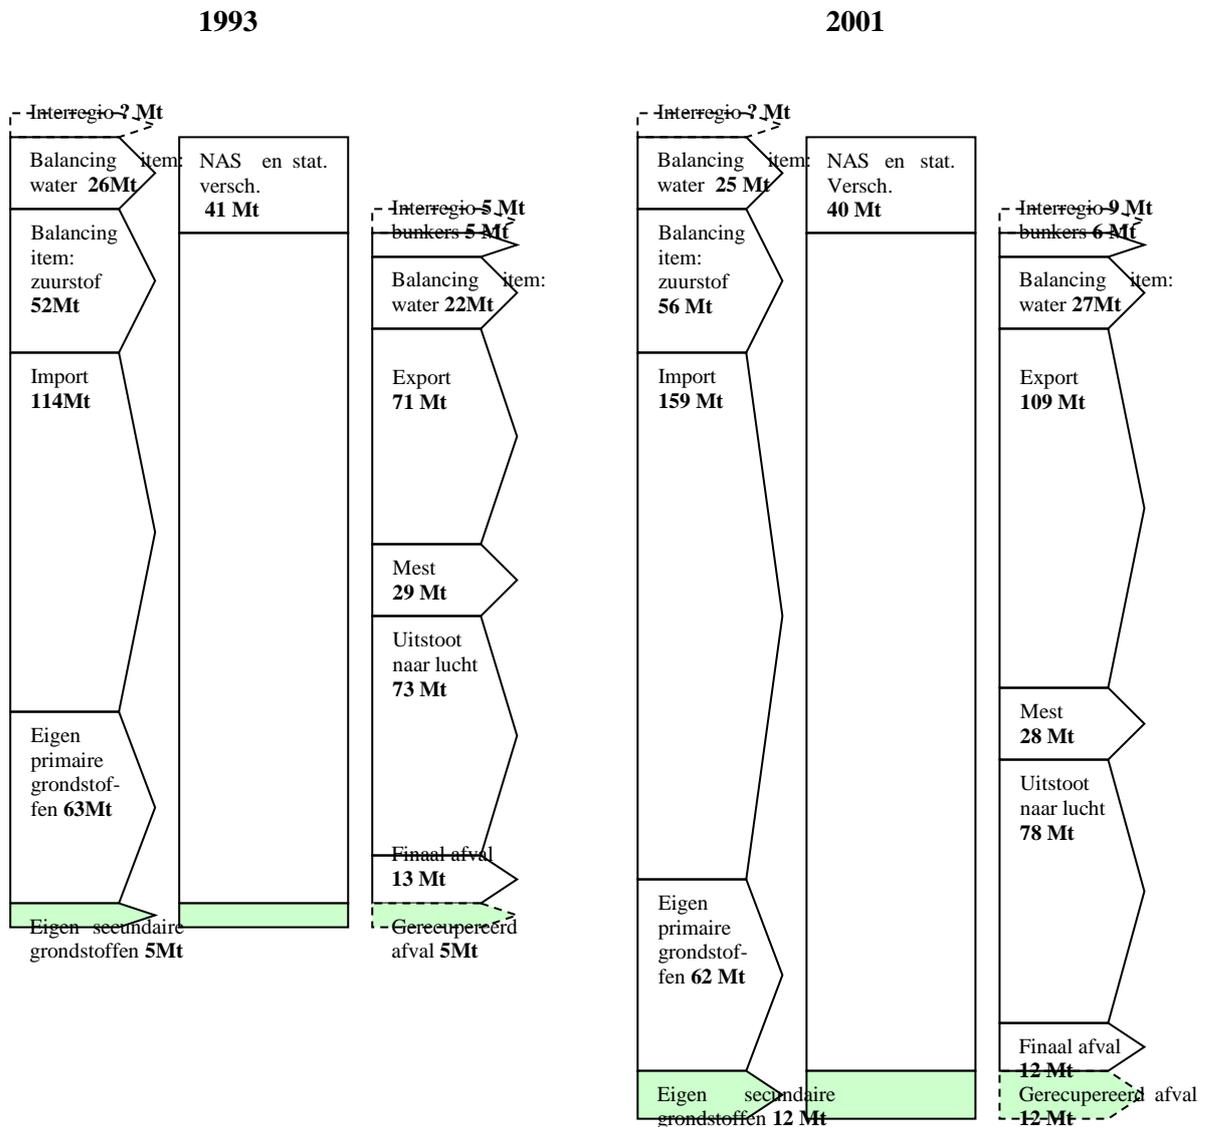 1993
Interregio ? Mt
Balancing item:
water 26Mt
Balancing
item:
zuurstof
52Mt
Import
114Mt
Eigen
primaire
grondstof-
fen 63Mt
Eigen secundaire
grondstoffen 5Mt
NAS en stat.
versch.
41 Mt
Interregio 5 Mt
bunkers 5 Mt
Balancing item:
water 22Mt
Export
71 Mt
Mest
29 Mt
Uitstoot
naar lucht
73 Mt
Finaal afval
13 Mt
Gerecupereerd
afval 5Mt
2001
Interregio ? Mt
Balancing item:
water 25 Mt
Balancing
item:
zuurstof
56 Mt
Import
159 Mt
Eigen
primaire
grondstof-
fen 62 Mt
Eigen secundaire
grondstoffen 12 Mt
NAS en stat.
Versch.
40 Mt
Interregio 9 Mt
bunkers 6 Mt
Balancing item:
water 27Mt
Export
109 Mt
Mest
28 Mt
Uitstoot
naar lucht
78 Mt
Finaal afval
12 Mt
Gerecupereerd afval
12 Mt